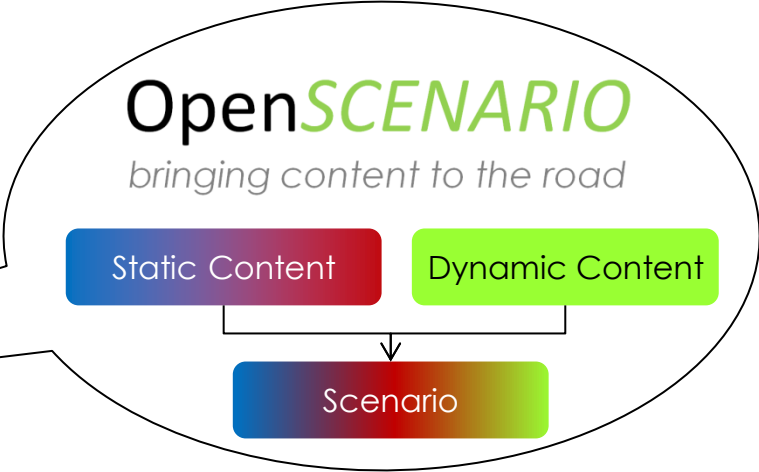 OpenSCENARIO
bringing content to the road
Static Content
Dynamic Content
Scenario